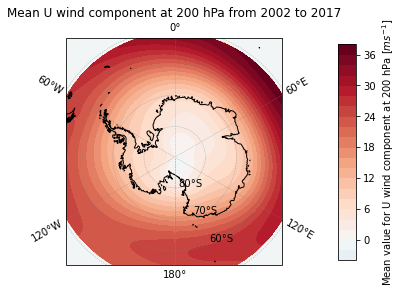 Mean U wind component at 200 hPa from 2002 to 2017
0°
60°W
60°E
120°W
120°E
180°
80°S
70°S
60°S
36
30
24
18
12
6
0
Mean value for U wind component at 200 hPa [ms⁻¹]